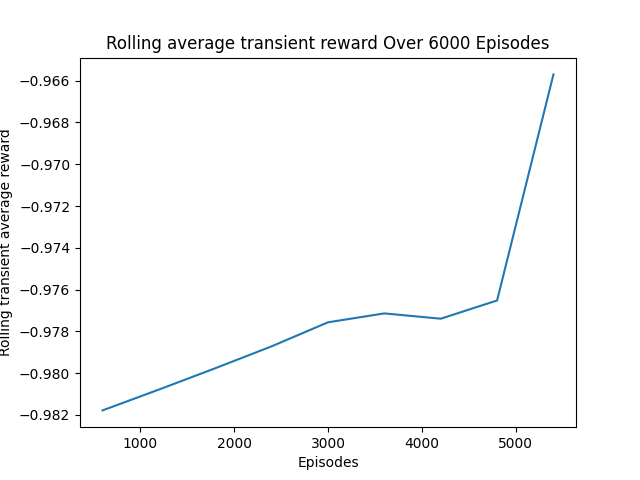 Rolling average transient reward Over 6000 Episodes
Rolling transient average reward
−0.966
−0.968
−0.970
−0.972
−0.974
−0.976
−0.978
−0.980
−0.982
1000 2000 3000 4000 5000
Episodes